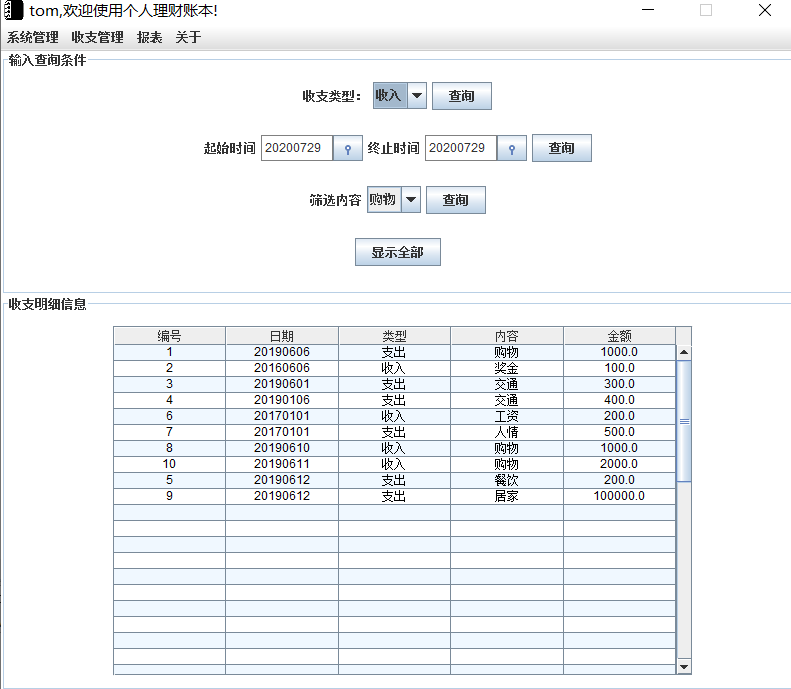 tom,欢迎使用个人理财账本!
系统管理 收支管理 报表 关于
输入查询条件
收支类型： 收入 查询
起始时间 20200729 终止时间 20200729 查询
筛选内容 购物 查询
显示全部
收支明细信息
编号 日期 类型 内容 金额
1 20190606 支出 购物 1000.0
2 20160606 收入 奖金 100.0
3 20190601 支出 交通 300.0
4 20190106 支出 交通 400.0
6 20170101 收入 工资 200.0
7 20170101 支出 人情 500.0
8 20190610 收入 购物 1000.0
10 20190611 收入 购物 2000.0
5 20190612 支出 餐饮 200.0
9 20190612 支出 居家 100000.0